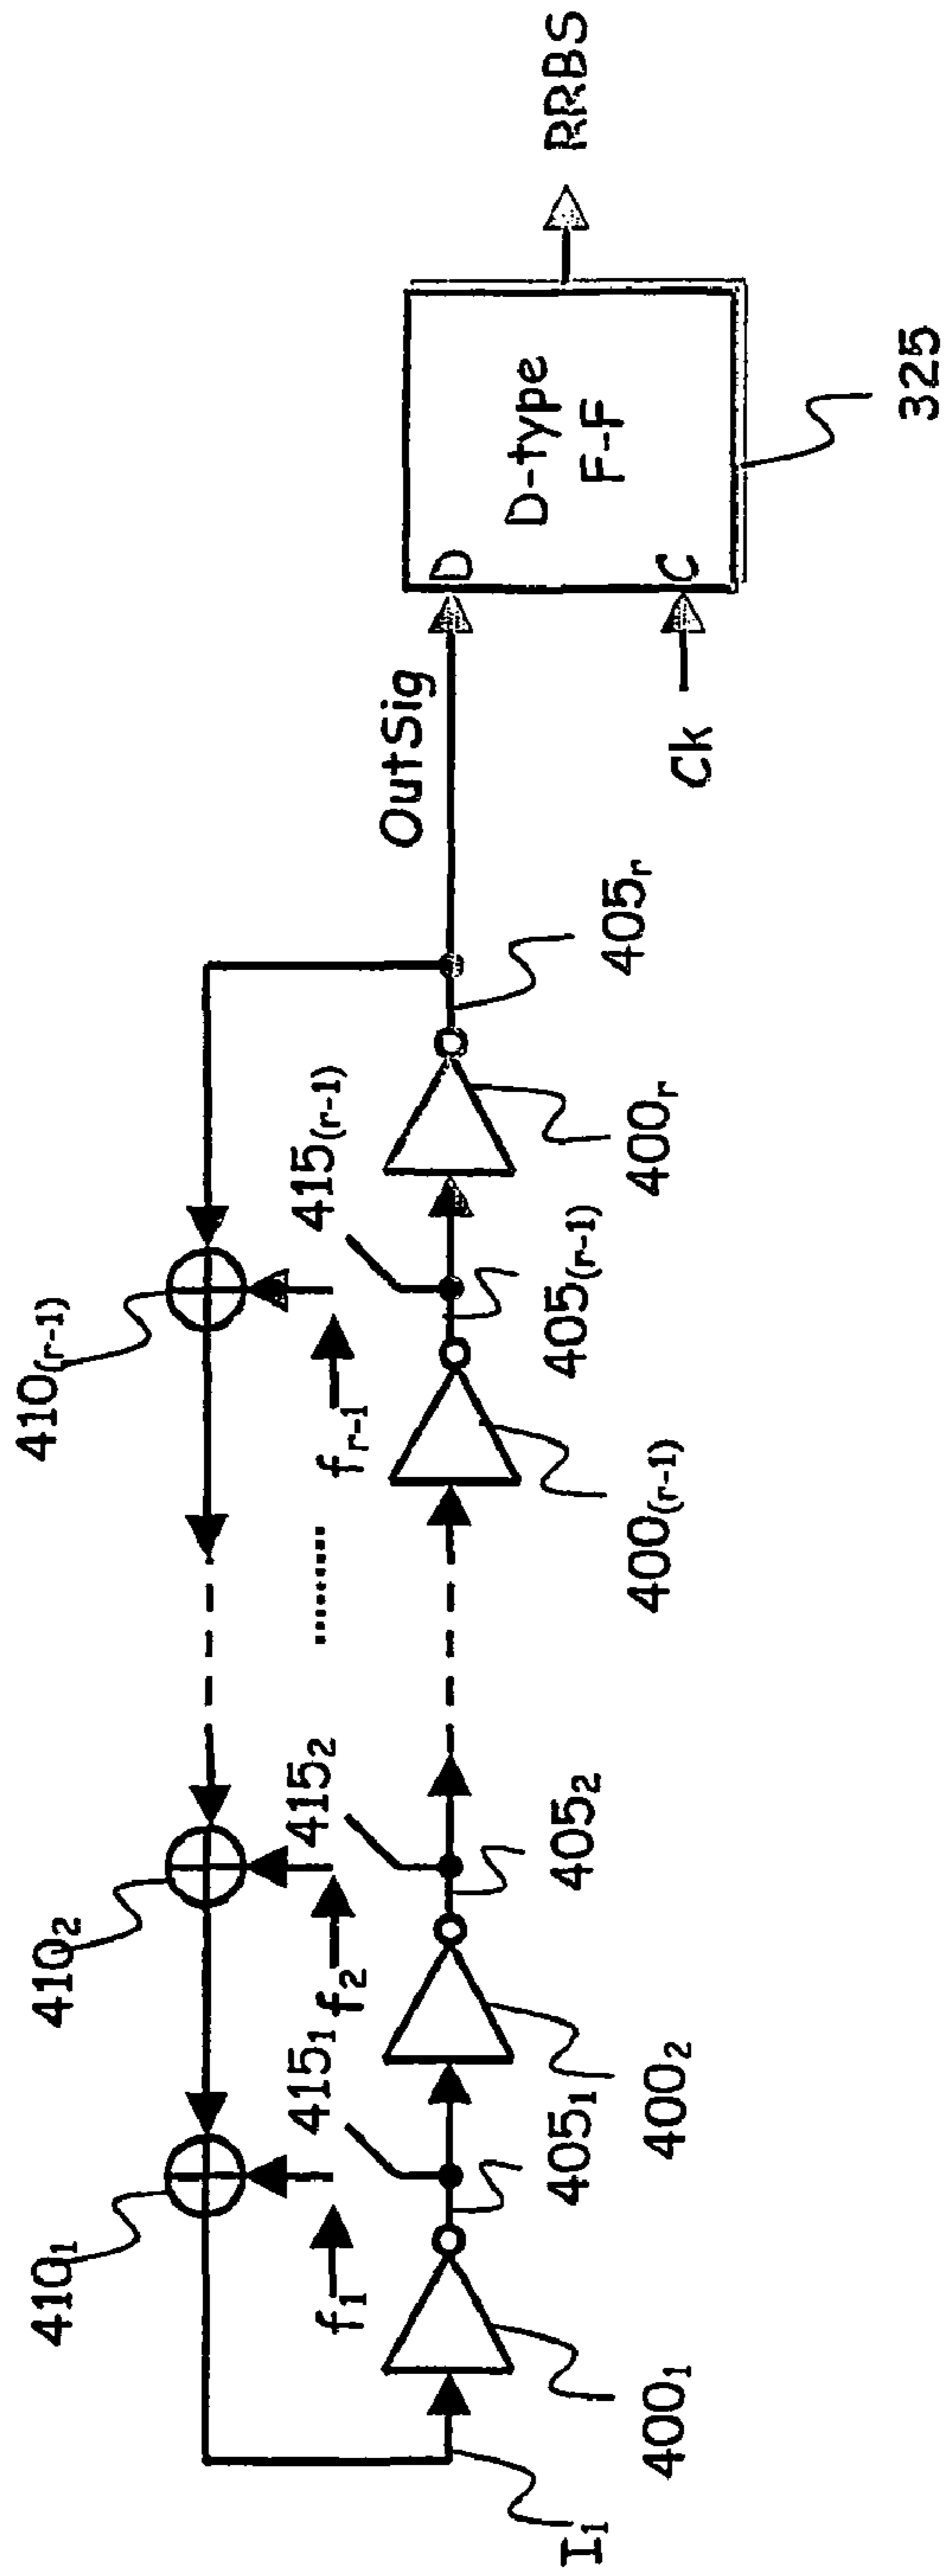 410₁
410₂
410₍ᵣ₋₁₎
415₁
415₂
415₍ᵣ₋₁₎
f₁
f₂
........
fᵣ₋₁
OutSig
I₁
400₁
405₁
400₂
405₂
400₍ᵣ₋₁₎
405₍ᵣ₋₁₎
400ᵣ
405ᵣ
Ck
D
C
D-type
F-F
RRBS
325